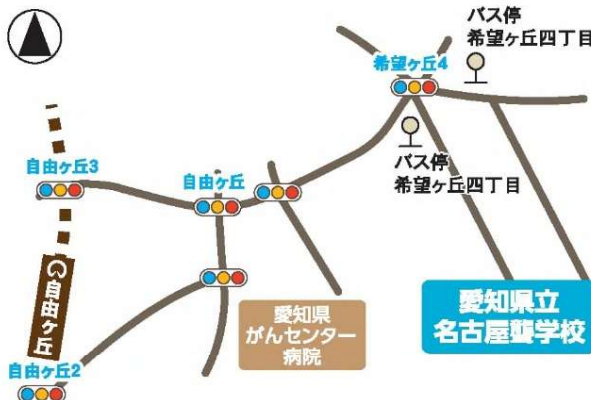 バス停
希望ヶ丘四丁目
希望ヶ丘4
バス停
希望ヶ丘四丁目
自由ヶ丘3
自由ヶ丘
自由ヶ丘
愛知県
がんセンター
病院
愛知県立
名古屋聾学校
自由ヶ丘2